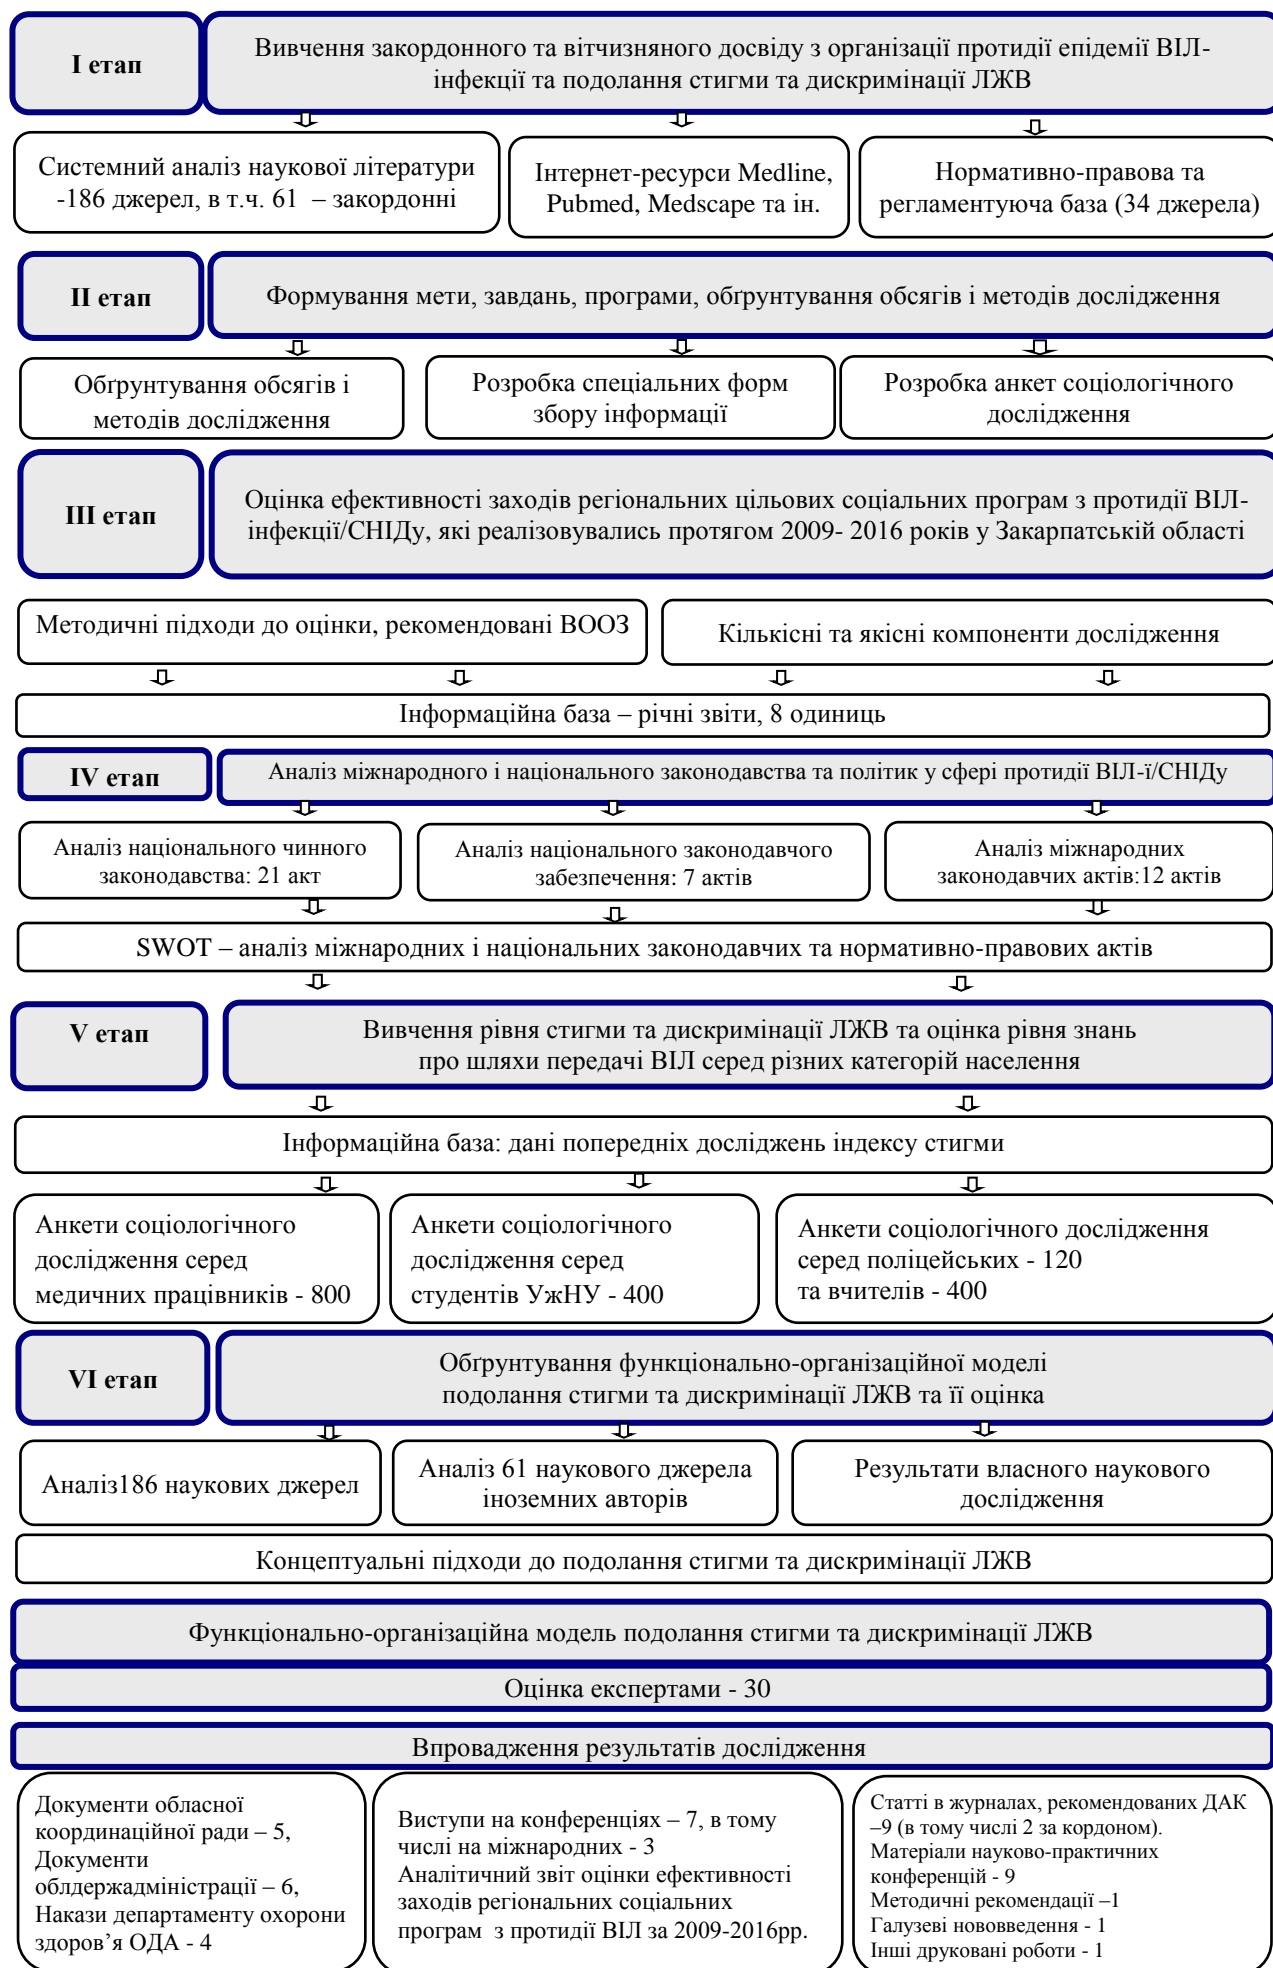 I етап
Вивчення закордонного та вітчизняного досвіду з організації протидії епідемії ВІЛ-
інфекції та подолання стигми та дискримінації ЛЖВ
Системний аналіз наукової літератури
-186 джерел, в т.ч. 61 – закордонні
Інтернет-ресурси Medline,
Pubmed, Medscape та ін.
Нормативно-правова та
регламентуюча база (34 джерела)
II етап
Формування мети, завдань, програми, обґрунтування обсягів і методів дослідження
Обґрунтування обсягів і
методів дослідження
Розробка спеціальних форм
збору інформації
Розробка анкет соціологічного
дослідження
III етап
Оцінка ефективності заходів регіональних цільових соціальних програм з протидії ВІЛ-
інфекції/СНІДу, які реалізовувались протягом 2009- 2016 років у Закарпатській області
Методичні підходи до оцінки, рекомендовані ВООЗ
Кількісні та якісні компоненти дослідження
Інформаційна база – річні звіти, 8 одиниць
IV етап
Аналіз міжнародного і національного законодавства та політик у сфері протидії ВІЛ-ї/СНІДу
Аналіз національного чинного
законодавства: 21 акт
Аналіз національного законодавчого
забезпечення: 7 актів
Аналіз міжнародних
законодавчих актів:12 актів
SWOT – аналіз міжнародних і національних законодавчих та нормативно-правових актів
V етап
Вивчення рівня стигми та дискримінації ЛЖВ та оцінка рівня знань
про шляхи передачі ВІЛ серед різних категорій населення
Інформаційна база: дані попередніх досліджень індексу стигми
Анкети соціологічного
дослідження серед
медичних працівників - 800
Анкети соціологічного
дослідження серед
студентів УжНУ - 400
Анкети соціологічного дослідження
серед поліцейських - 120
та вчителів - 400
VI етап
Обґрунтування функціонально-організаційної моделі
подолання стигми та дискримінації ЛЖВ та її оцінка
Аналіз186 наукових джерел
Аналіз 61 наукового джерела
іноземних авторів
Результати власного наукового
дослідження
Концептуальні підходи до подолання стигми та дискримінації ЛЖВ
Функціонально-організаційна модель подолання стигми та дискримінації ЛЖВ
Оцінка експертами - 30
Впровадження результатів дослідження
Документи обласної
координаційної ради – 5,
Документи
облдержадміністрації – 6,
Накази департаменту охорони
здоров’я ОДА - 4
Виступи на конференціях – 7, в тому
числі на міжнародних - 3
Аналітичний звіт оцінки ефективності
заходів регіональних соціальних
програм з протидії ВІЛ за 2009-2016рр.
Статті в журналах, рекомендованих ДАК
–9 (в тому числі 2 за кордоном).
Матеріали науково-практичних
конференцій - 9
Методичні рекомендації –1
Галузеві нововведення - 1
Інші друковані роботи - 1